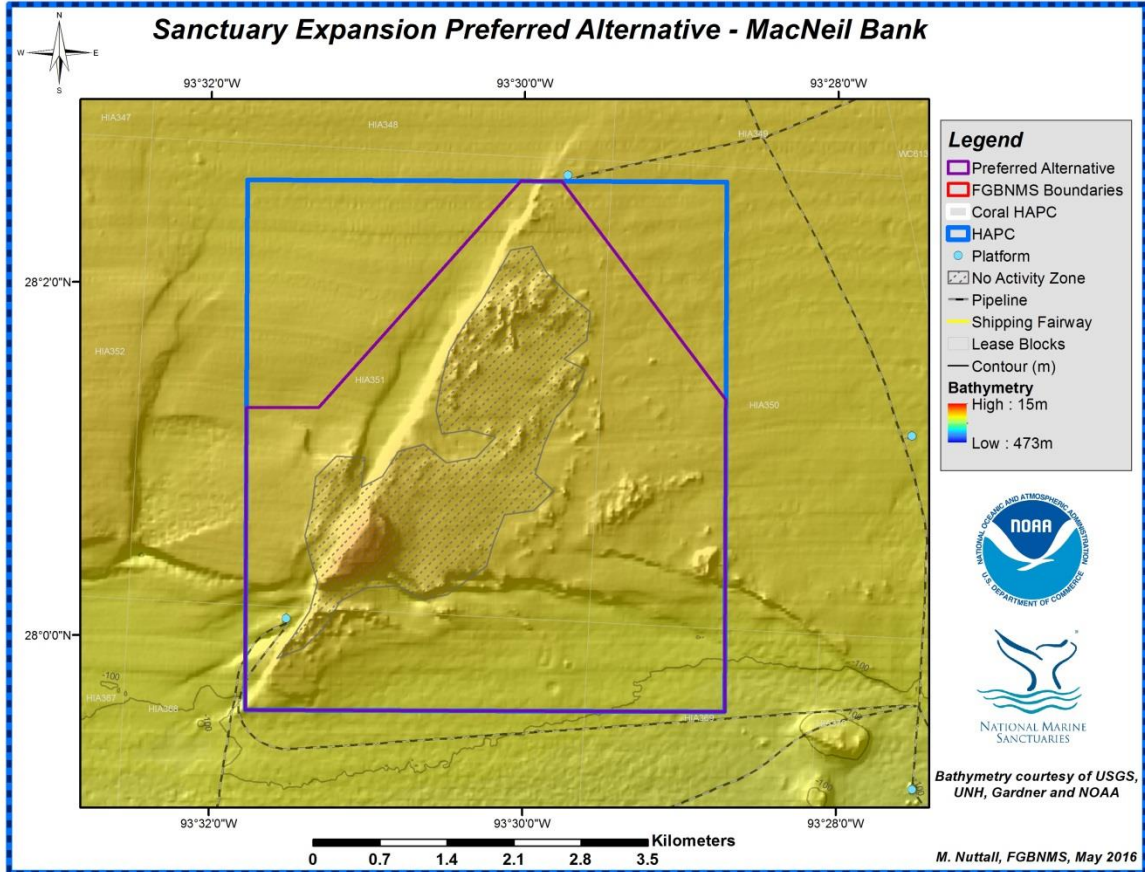 Sanctuary Expansion Preferred Alternative - MacNeil Bank
N
W
E
S
93°32'0"W
93°30'0"W
93°28'0"W
HIA347
HIA348
HIA349
WC613
28°2'0"N
HIA352
HIA351
HIA350
28°0'0"N
-100
-100
HIA367
HIA368
-100
HIA369
-100
93°32'0"W
93°30'0"W
93°28'0"W
Kilometers
0 0.7 1.4 2.1 2.8 3.5
Legend
Preferred Alternative
FGBNMS Boundaries
Coral HAPC
HAPC
Platform
No Activity Zone
Pipeline
Shipping Fairway
Lease Blocks
Contour (m)
Bathymetry
High : 15m
Low : 473m
NATIONAL OCEANIC AND ATMOSPHERIC ADMINISTRATION
NOAA
U.S. DEPARTMENT OF COMMERCE
NATIONAL MARINE
SANCTUARIES
Bathymetry courtesy of USGS,
UNH, Gardner and NOAA
M. Nuttall, FGBNMS, May 2016